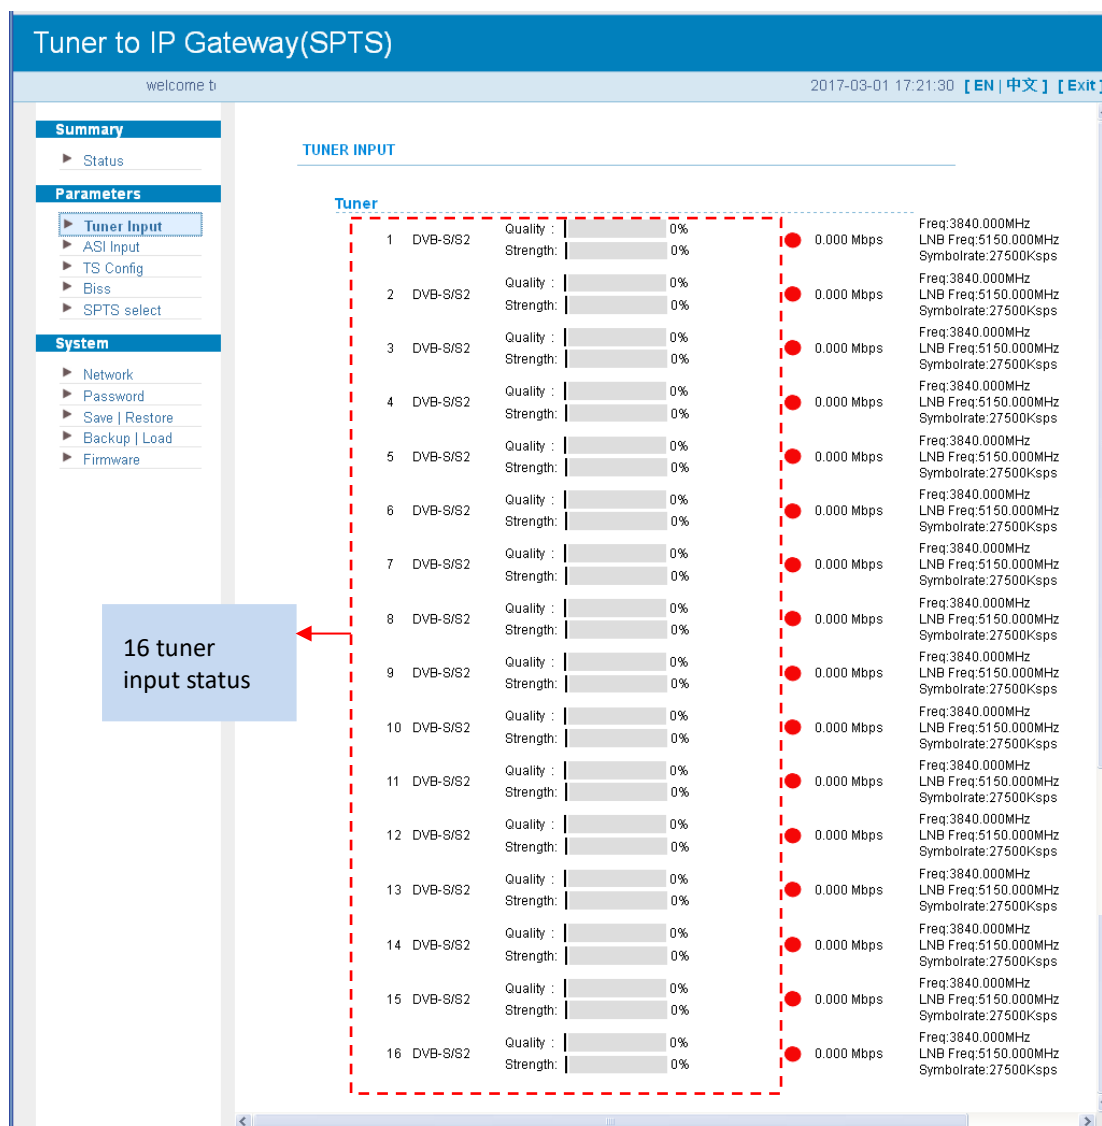 Tuner to IP Gateway(SPTS)
welcome
2017-03-01 17:21:30 [ EN | 中文 ] [ Exit ]
Summary
Status
Parameters
Tuner Input
ASI Input
TS Config
Biss
SPTS select
System
Network
Password
Save | Restore
Backup | Load
Firmware
16 tuner
input status
TUNER INPUT
Tuner
1 DVB-S/S2 Quality : 0% Strength: 0% 0.000 Mbps
Freq:3840.000MHz
LNB Freq:5150.000MHz
Symbolrate:27500Ksps
2 DVB-S/S2 Quality : 0% Strength: 0% 0.000 Mbps
Freq:3840.000MHz
LNB Freq:5150.000MHz
Symbolrate:27500Ksps
3 DVB-S/S2 Quality : 0% Strength: 0% 0.000 Mbps
Freq:3840.000MHz
LNB Freq:5150.000MHz
Symbolrate:27500Ksps
4 DVB-S/S2 Quality : 0% Strength: 0% 0.000 Mbps
Freq:3840.000MHz
LNB Freq:5150.000MHz
Symbolrate:27500Ksps
5 DVB-S/S2 Quality : 0% Strength: 0% 0.000 Mbps
Freq:3840.000MHz
LNB Freq:5150.000MHz
Symbolrate:27500Ksps
6 DVB-S/S2 Quality : 0% Strength: 0% 0.000 Mbps
Freq:3840.000MHz
LNB Freq:5150.000MHz
Symbolrate:27500Ksps
7 DVB-S/S2 Quality : 0% Strength: 0% 0.000 Mbps
Freq:3840.000MHz
LNB Freq:5150.000MHz
Symbolrate:27500Ksps
8 DVB-S/S2 Quality : 0% Strength: 0% 0.000 Mbps
Freq:3840.000MHz
LNB Freq:5150.000MHz
Symbolrate:27500Ksps
9 DVB-S/S2 Quality : 0% Strength: 0% 0.000 Mbps
Freq:3840.000MHz
LNB Freq:5150.000MHz
Symbolrate:27500Ksps
10 DVB-S/S2 Quality : 0% Strength: 0% 0.000 Mbps
Freq:3840.000MHz
LNB Freq:5150.000MHz
Symbolrate:27500Ksps
11 DVB-S/S2 Quality : 0% Strength: 0% 0.000 Mbps
Freq:3840.000MHz
LNB Freq:5150.000MHz
Symbolrate:27500Ksps
12 DVB-S/S2 Quality : 0% Strength: 0% 0.000 Mbps
Freq:3840.000MHz
LNB Freq:5150.000MHz
Symbolrate:27500Ksps
13 DVB-S/S2 Quality : 0% Strength: 0% 0.000 Mbps
Freq:3840.000MHz
LNB Freq:5150.000MHz
Symbolrate:27500Ksps
14 DVB-S/S2 Quality : 0% Strength: 0% 0.000 Mbps
Freq:3840.000MHz
LNB Freq:5150.000MHz
Symbolrate:27500Ksps
15 DVB-S/S2 Quality : 0% Strength: 0% 0.000 Mbps
Freq:3840.000MHz
LNB Freq:5150.000MHz
Symbolrate:27500Ksps
16 DVB-S/S2 Quality : 0% Strength: 0% 0.000 Mbps
Freq:3840.000MHz
LNB Freq:5150.000MHz
Symbolrate:27500Ksps